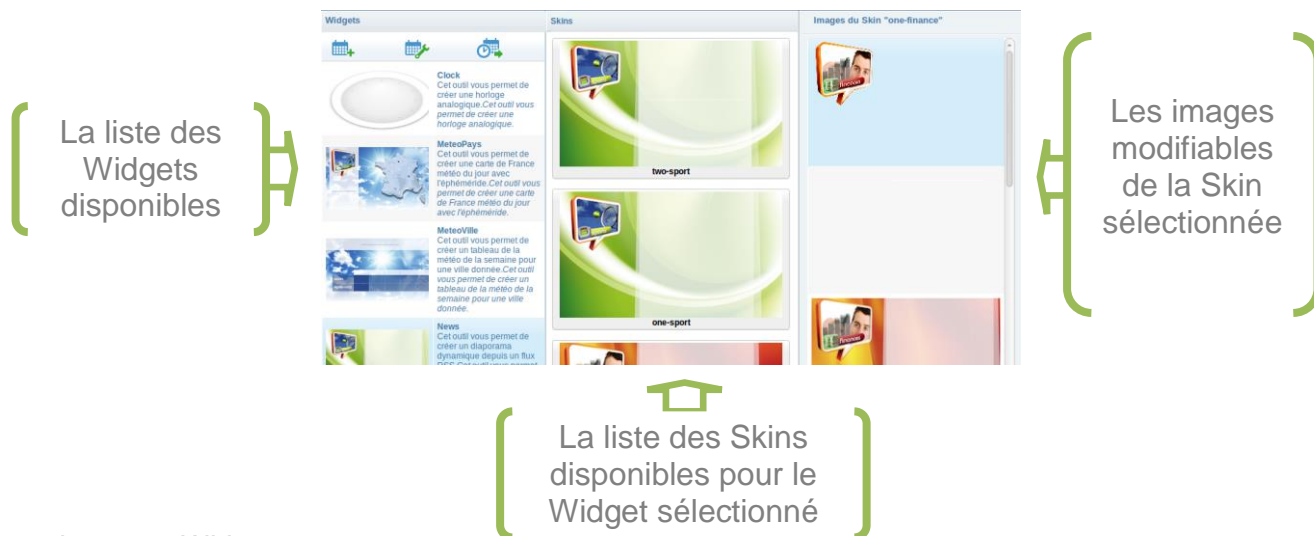 Widgets
Skins
Images du Skin "one-finance"
La liste des
Widgets
disponibles
Clock
Cet outil vous permet de
créer une horloge
analogique.Cet outil vous
permet de créer une
horloge analogique.
MeteoPays
Cet outil vous permet de
créer une carte de France
météo du jour avec
l'éphéméride.Cet outil vous
permet de créer une carte
de France météo du jour
avec l'éphéméride.
MeteoVille
Cet outil vous permet de
créer un tableau de la
météo de la semaine pour
une ville donnée.Cet outil
vous permet de créer un
tableau de la météo de la
semaine pour une ville
donnée.
News
Cet outil vous permet de
créer un diaporama
dynamique depuis un flux
two-sport
one-sport
finances
finances
Les images
modifiables
de la Skin
sélectionnée
La liste des Skins
disponibles pour le
Widget sélectionné